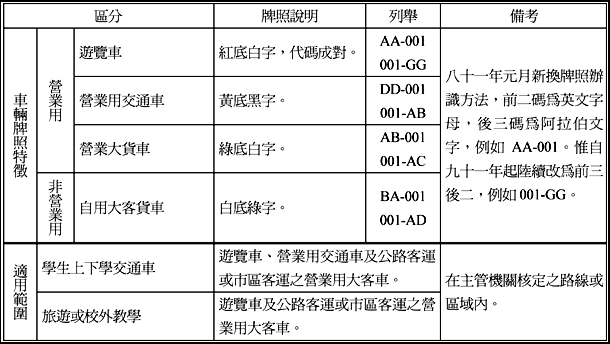 區分 牌照說明 列舉 備考
車輛牌照特徵
營業用
遊覽車 紅底白字，代碼成對。 AA-001
001-GG
營業用交通車 黃底黑字。 DD-001
001-AB
營業大貨車 綠底白字。 AB-001
001-AC
非營業用
自用大客貨車 白底綠字。 BA-001
001-AD
八十一年元月新換牌照辦
識方法，前二碼為英文字
母，後三碼為阿拉伯文
字，例如 AA-001。惟自
九十一年起陸續改為前三
後二，例如 001-GG。
適用範圍
學生上下學交通車 遊覽車、營業用交通車及公路客運
或市區客運之營業用大客車。
旅遊或校外教學 遊覽車及公路客運或市區客運之營
業用大客車。
在主管機關核定之路線或
區域內。